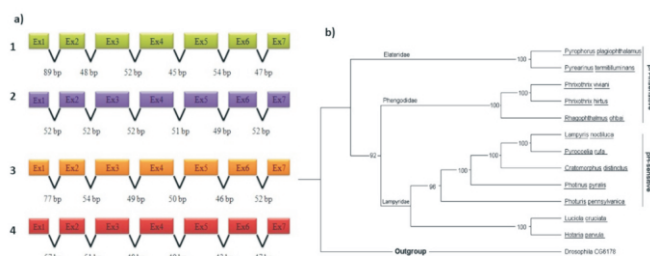 a)
1
Ex1 Ex2 Ex3 Ex4 Ex5 Ex6 Ex7
89 bp 48 bp 52 bp 45 bp 54 bp 47 bp
2
Ex1 Ex2 Ex3 Ex4 Ex5 Ex6 Ex7
52 bp 52 bp 52 bp 51 bp 49 bp 52 bp
3
Ex1 Ex2 Ex3 Ex4 Ex5 Ex6 Ex7
77 bp 54 bp 49 bp 50 bp 46 bp 52 bp
4
Ex1 Ex2 Ex3 Ex4 Ex5 Ex6 Ex7
b)
Elateridae
100
Pyrophorus plagiophthalmus
Pyrearinus termitilluminans
Phengodidae
100
100
Phrixothrix viviani
Phrixothrix hirtus
Rhagophthalmus ohbai
92
Lampyridae
98
100
100
100
Lampyris noctiluca
Pyrocoelia rufa
Cratomorphus distinctus
Photinus pyralis
Photuris pennsylvanica
100
Luciola cruciata
Hotaria parvula
pH-sensitive
Outgroup
Drosophila CG6178